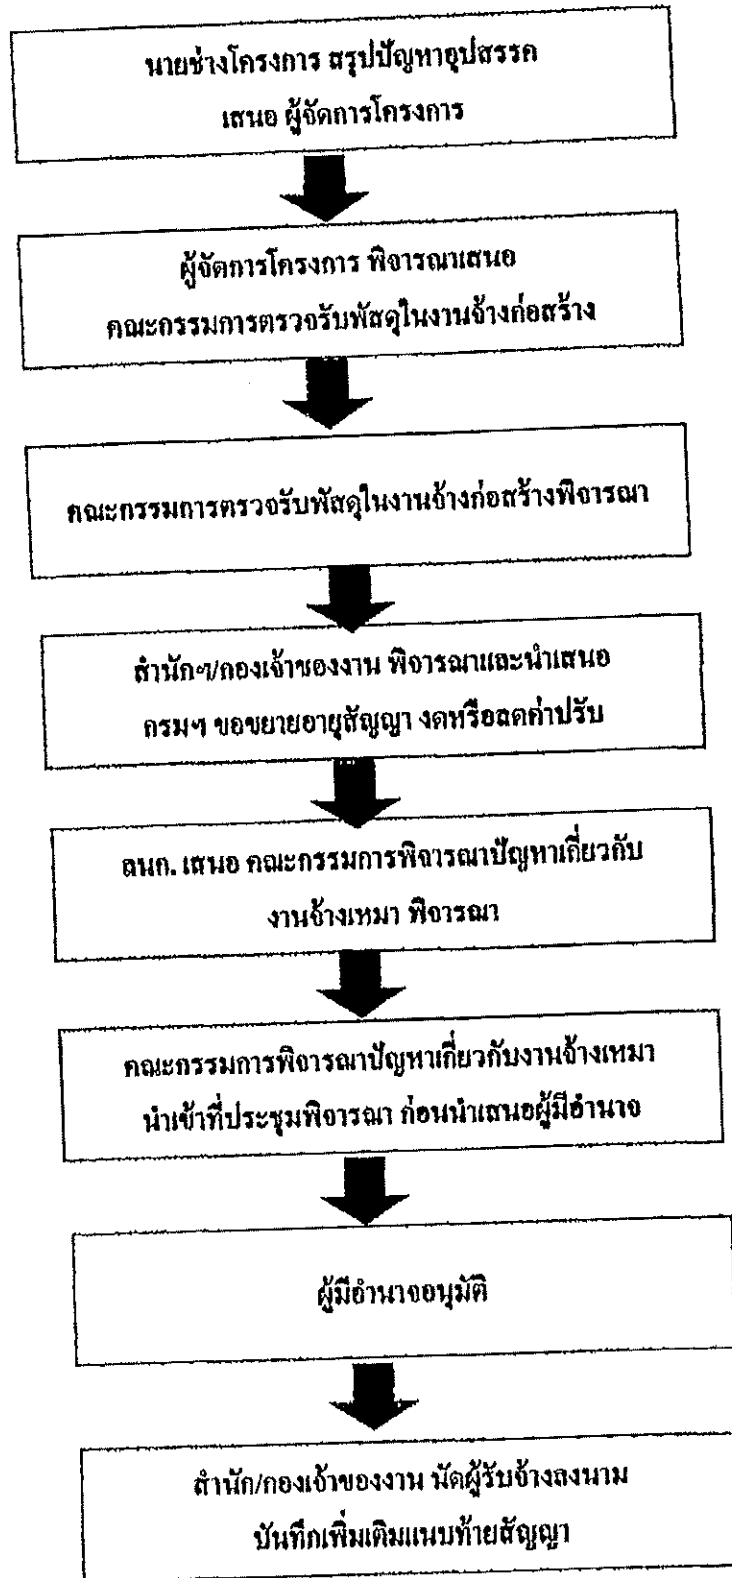 นายช่างโครงการ สรุปปัญหาอุปสรรค
เสนอ ผู้จัดการโครงการ
ผู้จัดการโครงการ พิจารณาเสนอ
คณะกรรมการตรวจรับพัสดุในงานจ้างก่อสร้าง
คณะกรรมการตรวจรับพัสดุในงานจ้างก่อสร้างพิจารณา
สำนักฯ/กองเจ้าของงาน พิจารณาและนำเสนอ
กรมฯ ขอขยายอายุสัญญา งดหรือลดค่าปรับ
ลนก. เสนอ คณะกรรมการพิจารณาปัญหาเกี่ยวกับ
งานจ้างเหมา พิจารณา
คณะกรรมการพิจารณาปัญหาเกี่ยวกับงานจ้างเหมา
นำเข้าที่ประชุมพิจารณา ก่อนนำเสนอผู้มีอำนาจ
ผู้มีอำนาจอนุมัติ
สำนัก/กองเจ้าของงาน นัดผู้รับจ้างลงนาม
บันทึกเพิ่มเติมแนบท้ายสัญญา